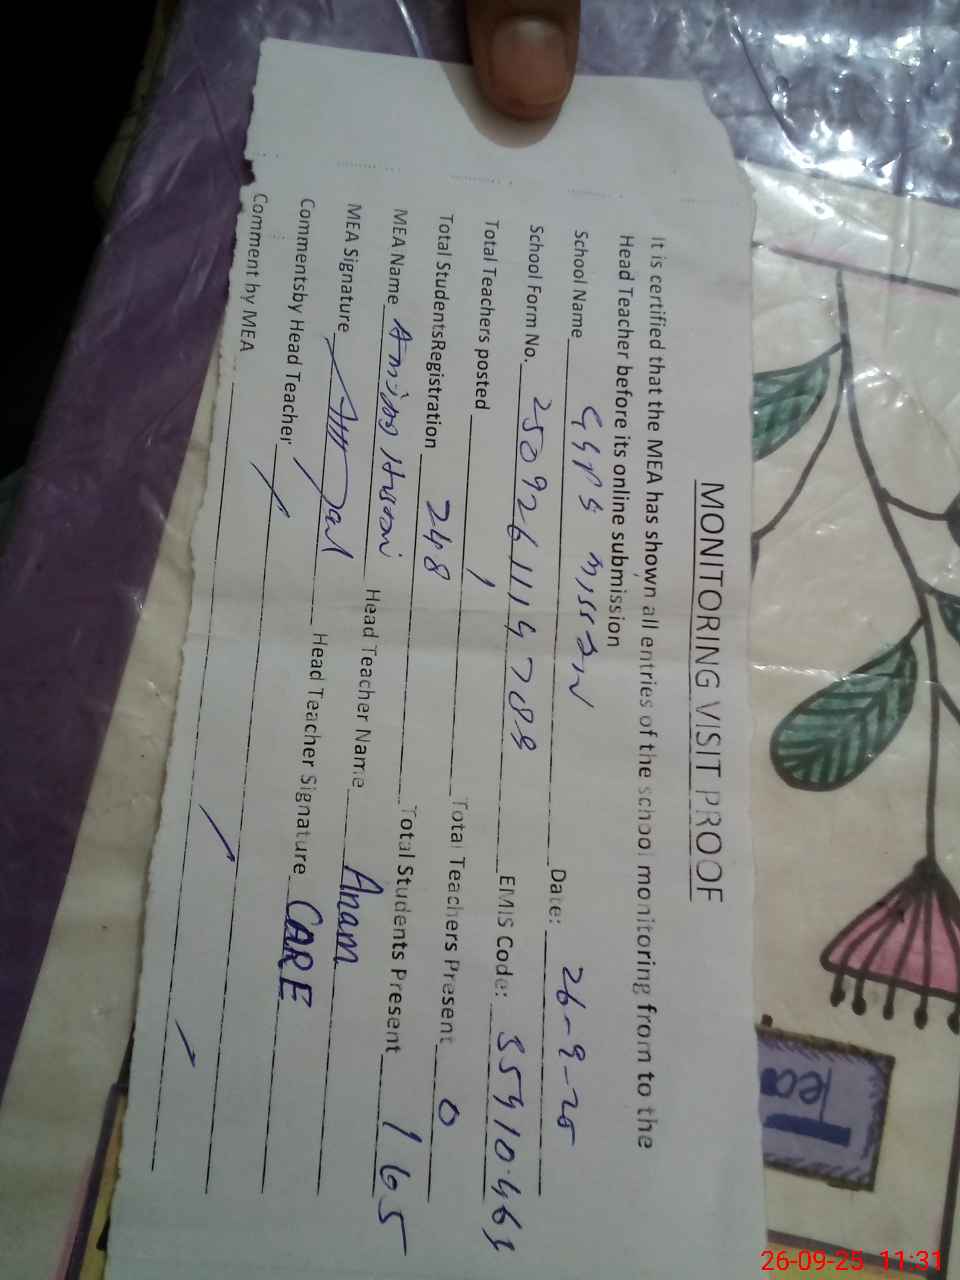 MONITORING VISIT PROOF
It is certified that the MEA has shown all entries of the school monitoring from to the
Head Teacher before its online submission
School Name GGPS Date: 26-9-25
School Form No. EMIS Code:
Total Teachers posted 1 Total Teachers Present 0
Total StudentsRegistration 248 Total Students Present 165
MEA Name Head Teacher Name Anam
MEA Signature Head Teacher Signature CARE
Commentsby Head Teacher
Comment by MEA
Tea
26-09-25 11:31